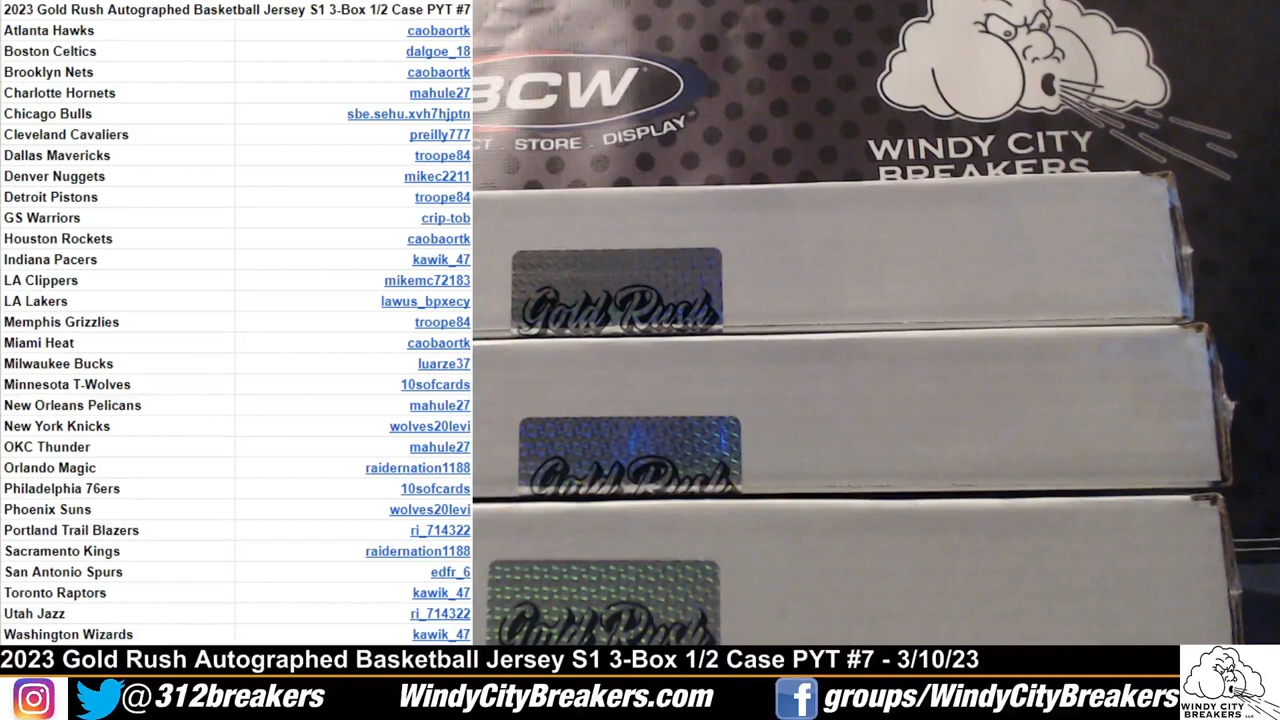 2023 Gold Rush Autographed Basketball Jersey S1 3-Box 1/2 Case PYT #7
Atlanta Hawks caobaortk
Boston Celtics dalgoe_18
Brooklyn Nets caobaortk
Charlotte Hornets mahule27
Chicago Bulls sbe.sehu.xvh7hjptn
Cleveland Cavaliers preilly777
Dallas Mavericks troope84
Denver Nuggets mikec2211
Detroit Pistons troope84
GS Warriors crip-tob
Houston Rockets caobaortk
Indiana Pacers kawik_47
LA Clippers mikemc72183
LA Lakers lawus_bpxecy
Memphis Grizzlies troope84
Miami Heat caobaortk
Milwaukee Bucks luarze37
Minnesota T-Wolves 10sofcards
New Orleans Pelicans mahule27
New York Knicks wolves20levi
OKC Thunder mahule27
Orlando Magic raidernation1188
Philadelphia 76ers 10sofcards
Phoenix Suns wolves20levi
Portland Trail Blazers ri_714322
Sacramento Kings raidernation1188
San Antonio Spurs edfr_6
Toronto Raptors kawik_47
Utah Jazz ri_714322
Washington Wizards kawik_47
BCW
CT . STORE . DISPLAY
WINDY CITY
BREAKERS
Gold Rush
Gold Rush
Gold Rush
2023 Gold Rush Autographed Basketball Jersey S1 3-Box 1/2 Case PYT #7 - 3/10/23
@312breakers WindyCityBreakers.com groups/WindyCityBreakers
WINDY CITY
BREAKERS LLC